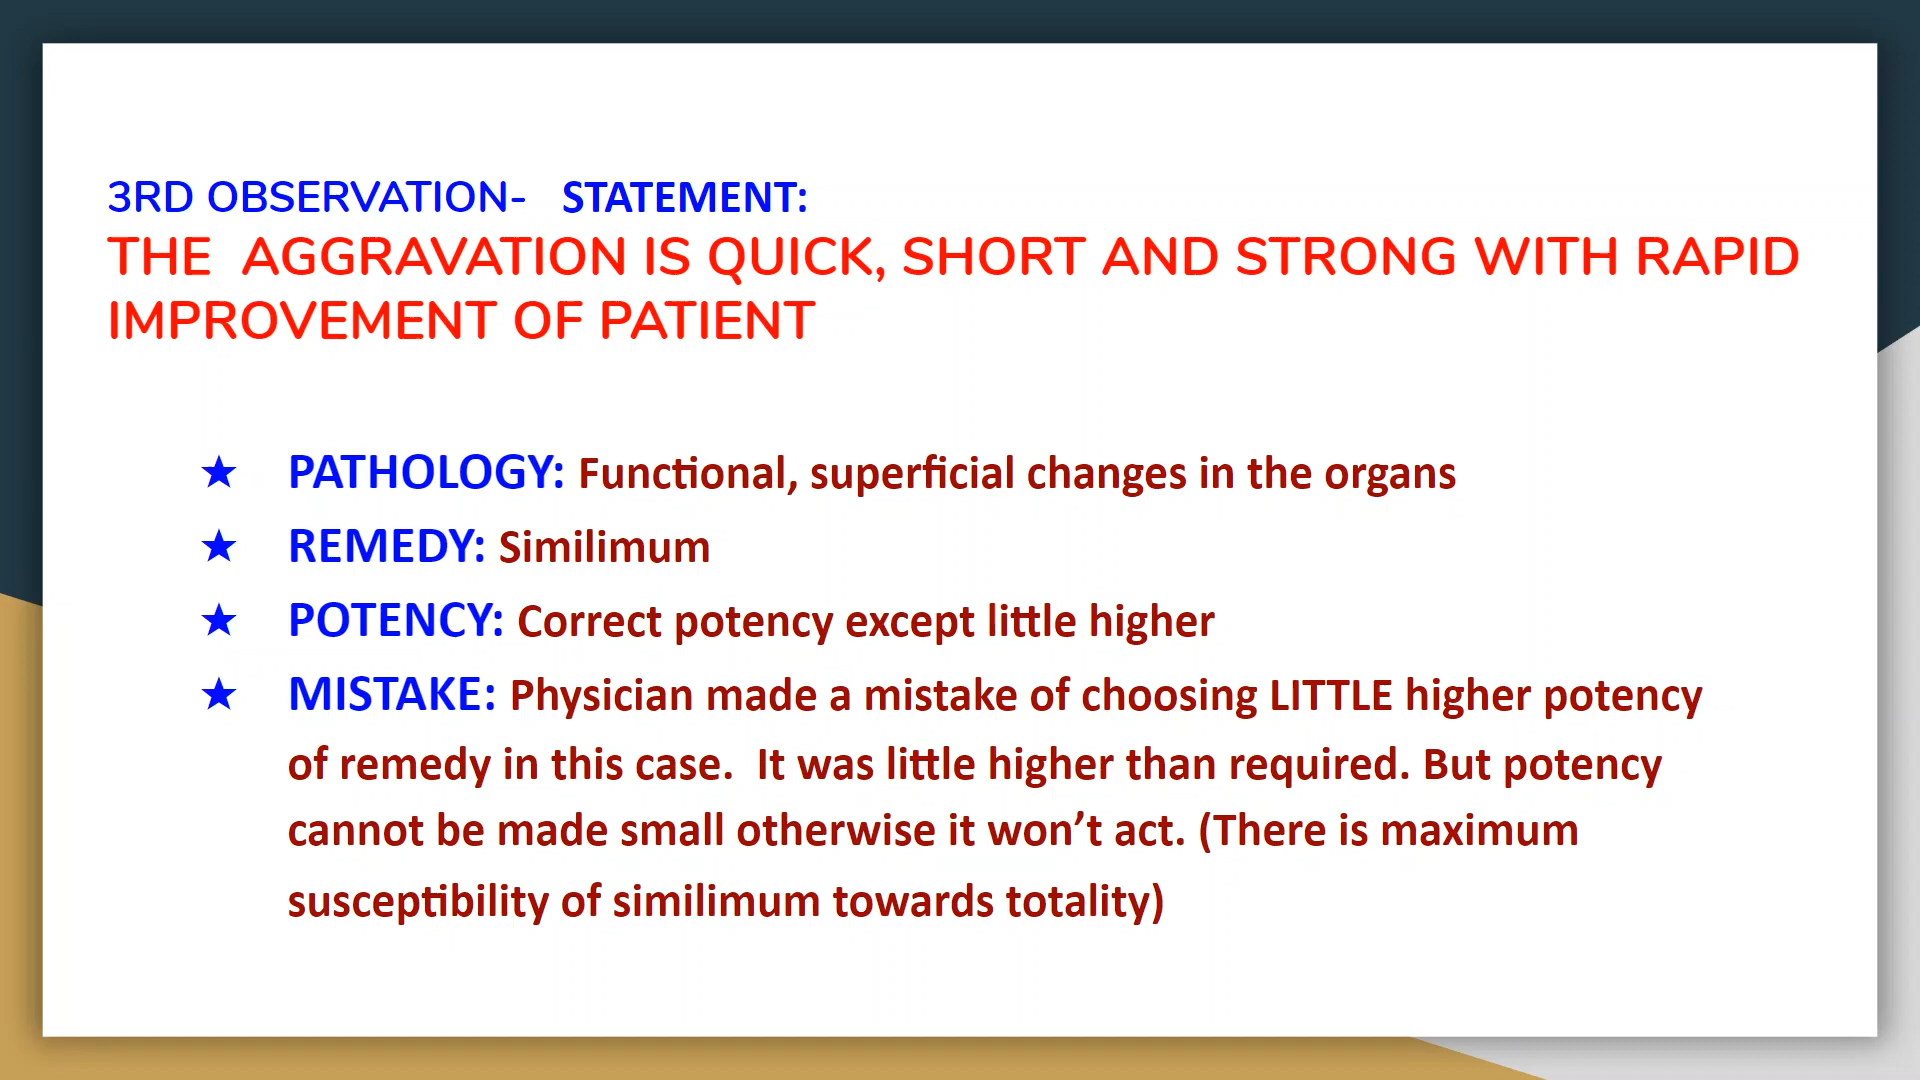 3RD OBSERVATION- STATEMENT:
THE AGGRAVATION IS QUICK, SHORT AND STRONG WITH RAPID
IMPROVEMENT OF PATIENT
★ PATHOLOGY: Functional, superficial changes in the organs
★ REMEDY: Similimum
★ POTENCY: Correct potency except little higher
★ MISTAKE: Physician made a mistake of choosing LITTLE higher potency
of remedy in this case. It was little higher than required. But potency
cannot be made small otherwise it won’t act. (There is maximum
susceptibility of similimum towards totality)